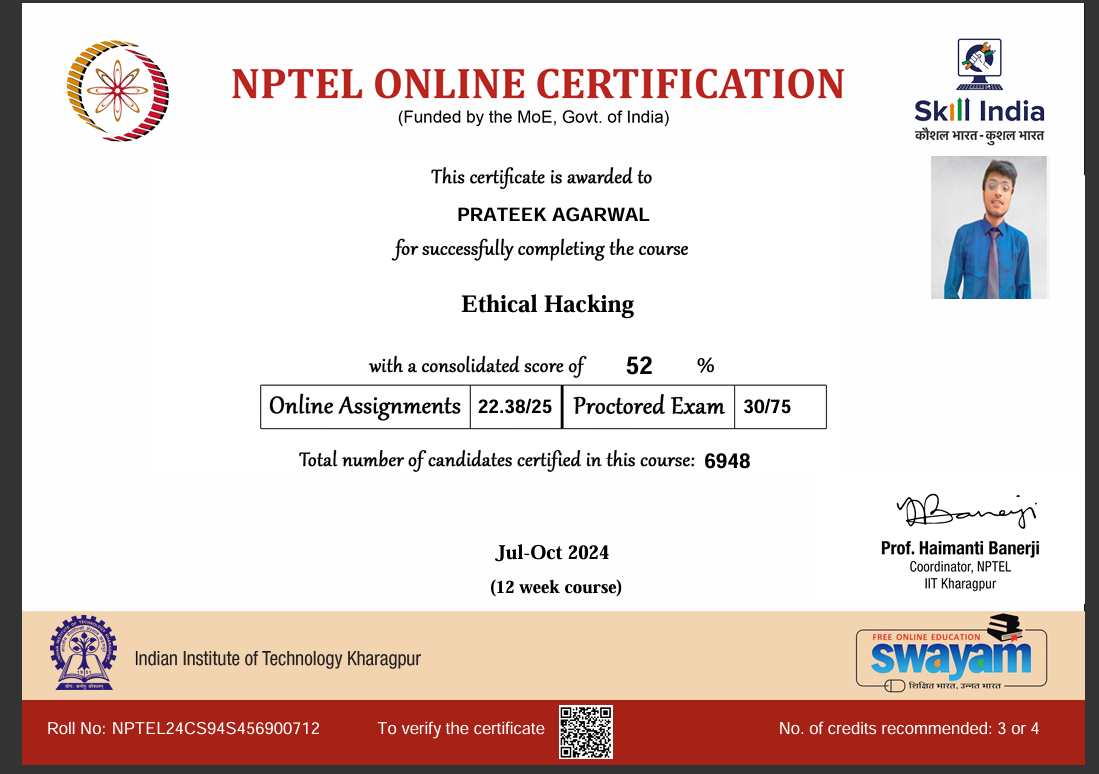 NPTEL ONLINE CERTIFICATION
(Funded by the MoE, Govt. of India)
Skill India
कौशल भारत - कुशल भारत
This certificate is awarded to
PRATEEK AGARWAL
for successfully completing the course
Ethical Hacking
with a consolidated score of 52 %
Online Assignments 22.38/25 Proctored Exam 30/75
Total number of candidates certified in this course: 6948
Jul-Oct 2024
(12 week course)
Prof. Haimanti Banerji
Coordinator, NPTEL
IIT Kharagpur
Indian Institute of Technology Kharagpur
FREE ONLINE EDUCATION
swayam
शिक्षित भारत, उन्नत भारत
Roll No: NPTEL24CS94S456900712 To verify the certificate No. of credits recommended: 3 or 4